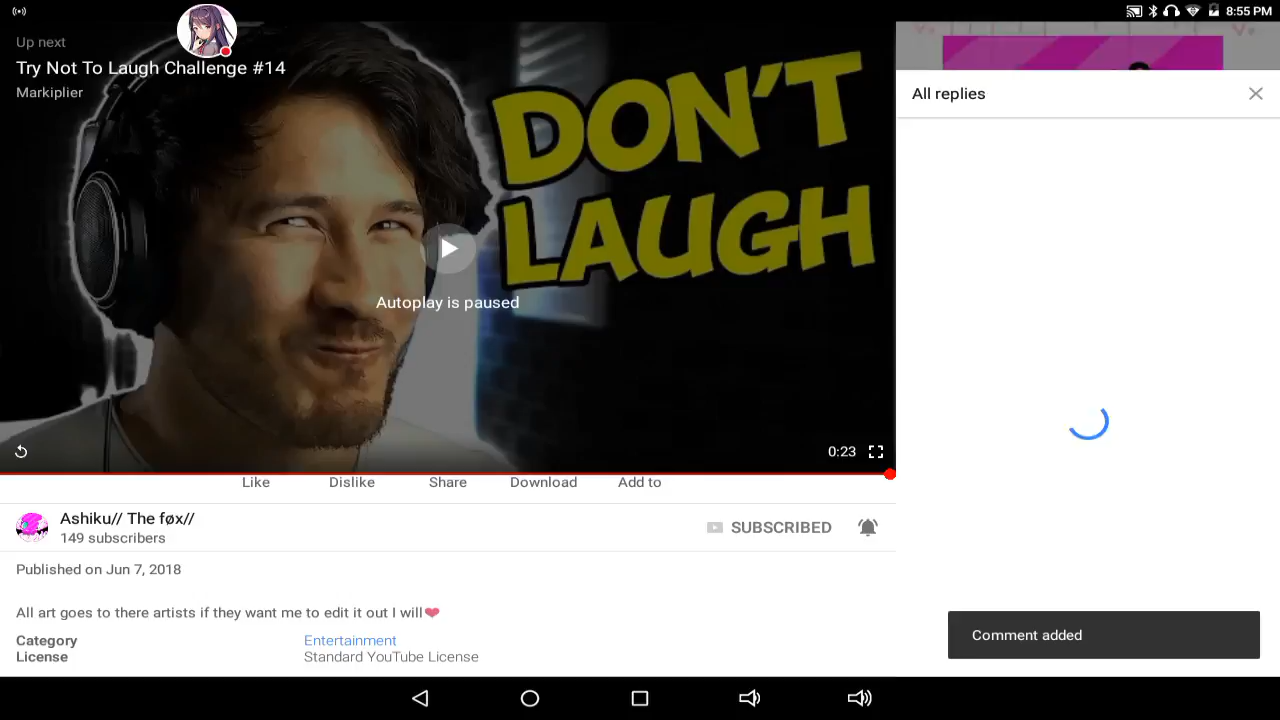 8:55 PM
Up next
Try Not To Laugh Challenge #14
Markiplier
DON'T
LAUGH
Autoplay is paused
0:23
Like Dislike Share Download Add to
Ashiku// The føx//
149 subscribers
SUBSCRIBED
Published on Jun 7, 2018
All art goes to there artists if they want me to edit it out I will❤
Category Entertainment
License Standard YouTube License
All replies
Comment added